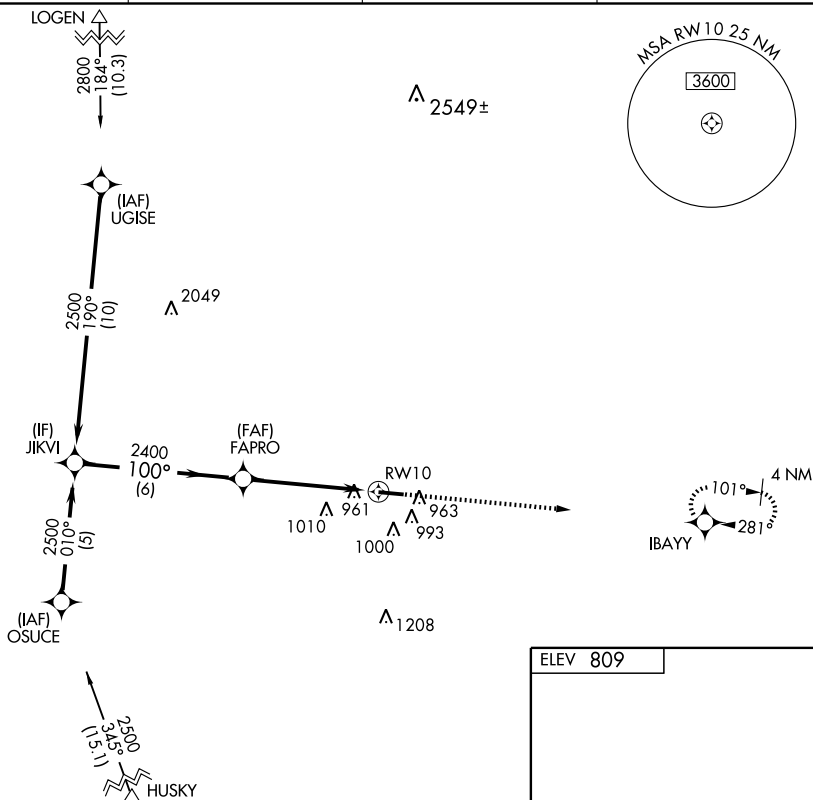 LOGEN
2800
184°
(10.3)
MSA RW10 25 NM
3600
2549±
(IAF)
UGISE
2500
190°
(10)
2049
(IF)
JIKVI
2400
100°
(6)
(FAF)
FAPRO
RW10
1010
961
963
1000
993
101°
4 NM
281°
IBAYY
2500
010°
(5)
(IAF)
OSUCE
1208
ELEV 809
2500
345°
(15.1)
HUSKY